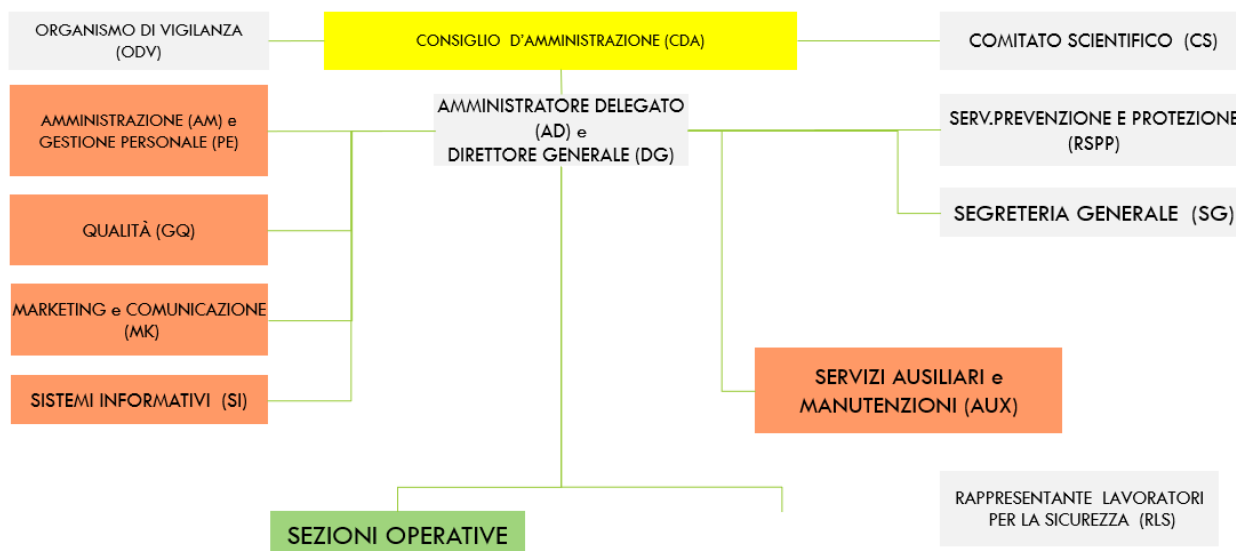 ORGANISMO DI VIGILANZA
(ODV)
CONSIGLIO D'AMMINISTRAZIONE (CDA)
COMITATO SCIENTIFICO (CS)
AMMINISTRAZIONE (AM) e
GESTIONE PERSONALE (PE)
AMMINISTRATORE DELEGATO
(AD) e
DIRETTORE GENERALE (DG)
SERV.PREVENZIONE E PROTEZIONE
(RSPP)
SEGRETERIA GENERALE (SG)
QUALITÀ (GQ)
MARKETING e COMUNICAZIONE
(MK)
SISTEMI INFORMATIVI (SI)
SERVIZI AUSILIARI e
MANUTENZIONI (AUX)
RAPPRESENTANTE LAVORATORI
PER LA SICUREZZA (RLS)
SEZIONI OPERATIVE